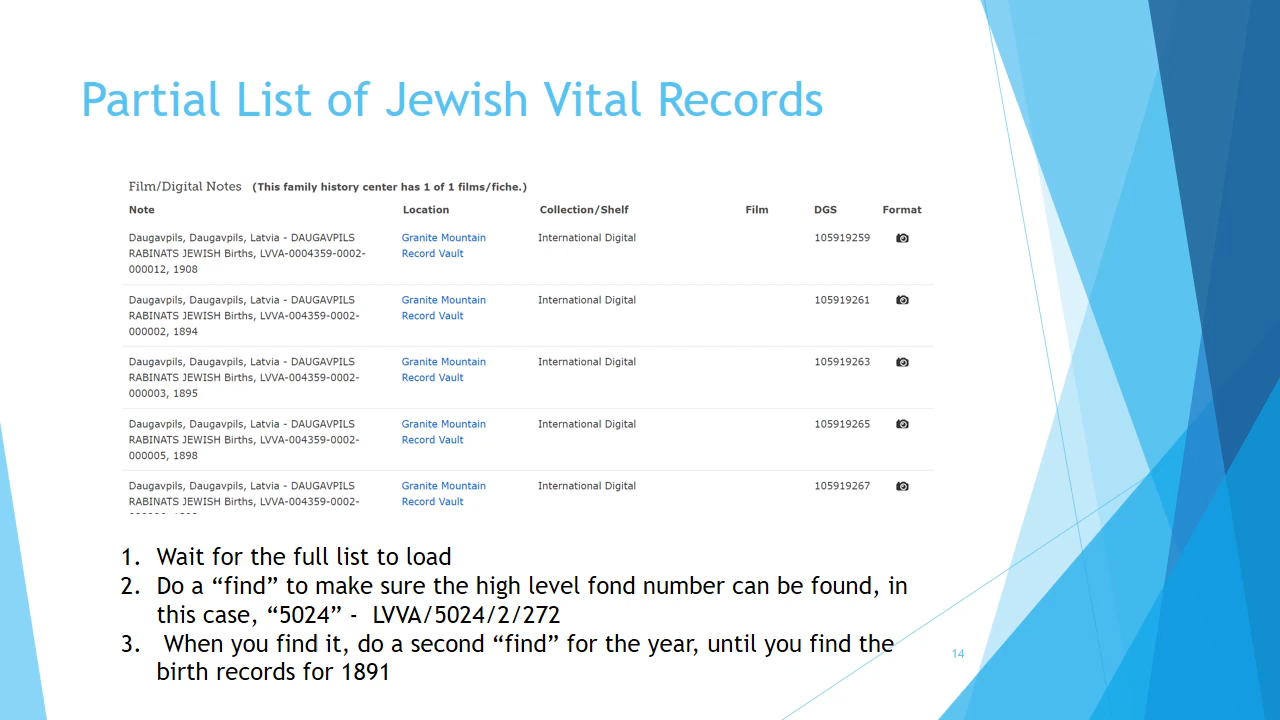 Partial List of Jewish Vital Records
Film/Digital Notes (This family history center has 1 of 1 films/fiche.)
Note Location Collection/Shelf Film DGS Format
Daugavpils, Daugavpils, Latvia - DAUGAVPILS Granite Mountain International Digital 105919259
RABINATS JEWISH Births, LVVA-0004359-0002- Record Vault
000012, 1908
Daugavpils, Daugavpils, Latvia - DAUGAVPILS Granite Mountain International Digital 105919261
RABINATS JEWISH Births, LVVA-004359-0002- Record Vault
000002, 1894
Daugavpils, Daugavpils, Latvia - DAUGAVPILS Granite Mountain International Digital 105919263
RABINATS JEWISH Births, LVVA-004359-0002- Record Vault
000003, 1895
Daugavpils, Daugavpils, Latvia - DAUGAVPILS Granite Mountain International Digital 105919265
RABINATS JEWISH Births, LVVA-004359-0002- Record Vault
000005, 1898
Daugavpils, Daugavpils, Latvia - DAUGAVPILS Granite Mountain International Digital 105919267
RABINATS JEWISH Births, LVVA-004359-0002- Record Vault
1. Wait for the full list to load
2. Do a “find” to make sure the high level fond number can be found, in
this case, “5024” - LVVA/5024/2/272
3. When you find it, do a second “find” for the year, until you find the
birth records for 1891
14